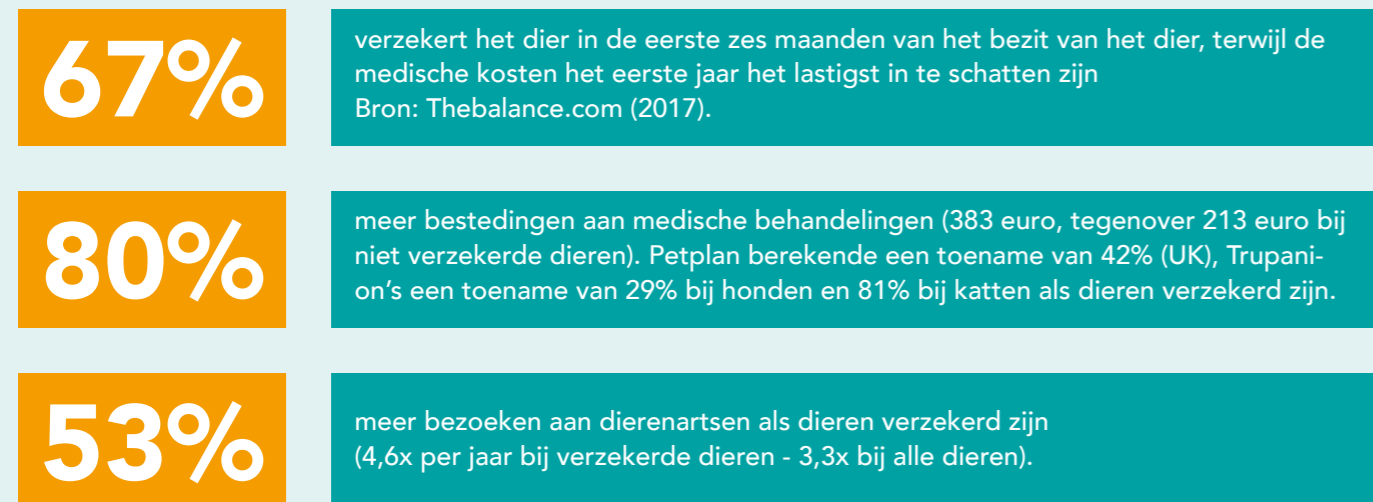 67%
verzekert het dier in de eerste zes maanden van het bezit van het dier, terwijl de
medische kosten het eerste jaar het lastigst in te schatten zijn
Bron: Thebalance.com (2017).
80%
meer bestedingen aan medische behandelingen (383 euro, tegenover 213 euro bij
niet verzekerde dieren). Petplan berekende een toename van 42% (UK), Trupani-
on’s een toename van 29% bij honden en 81% bij katten als dieren verzekerd zijn.
53%
meer bezoeken aan dierenartsen als dieren verzekerd zijn
(4,6x per jaar bij verzekerde dieren - 3,3x bij alle dieren).